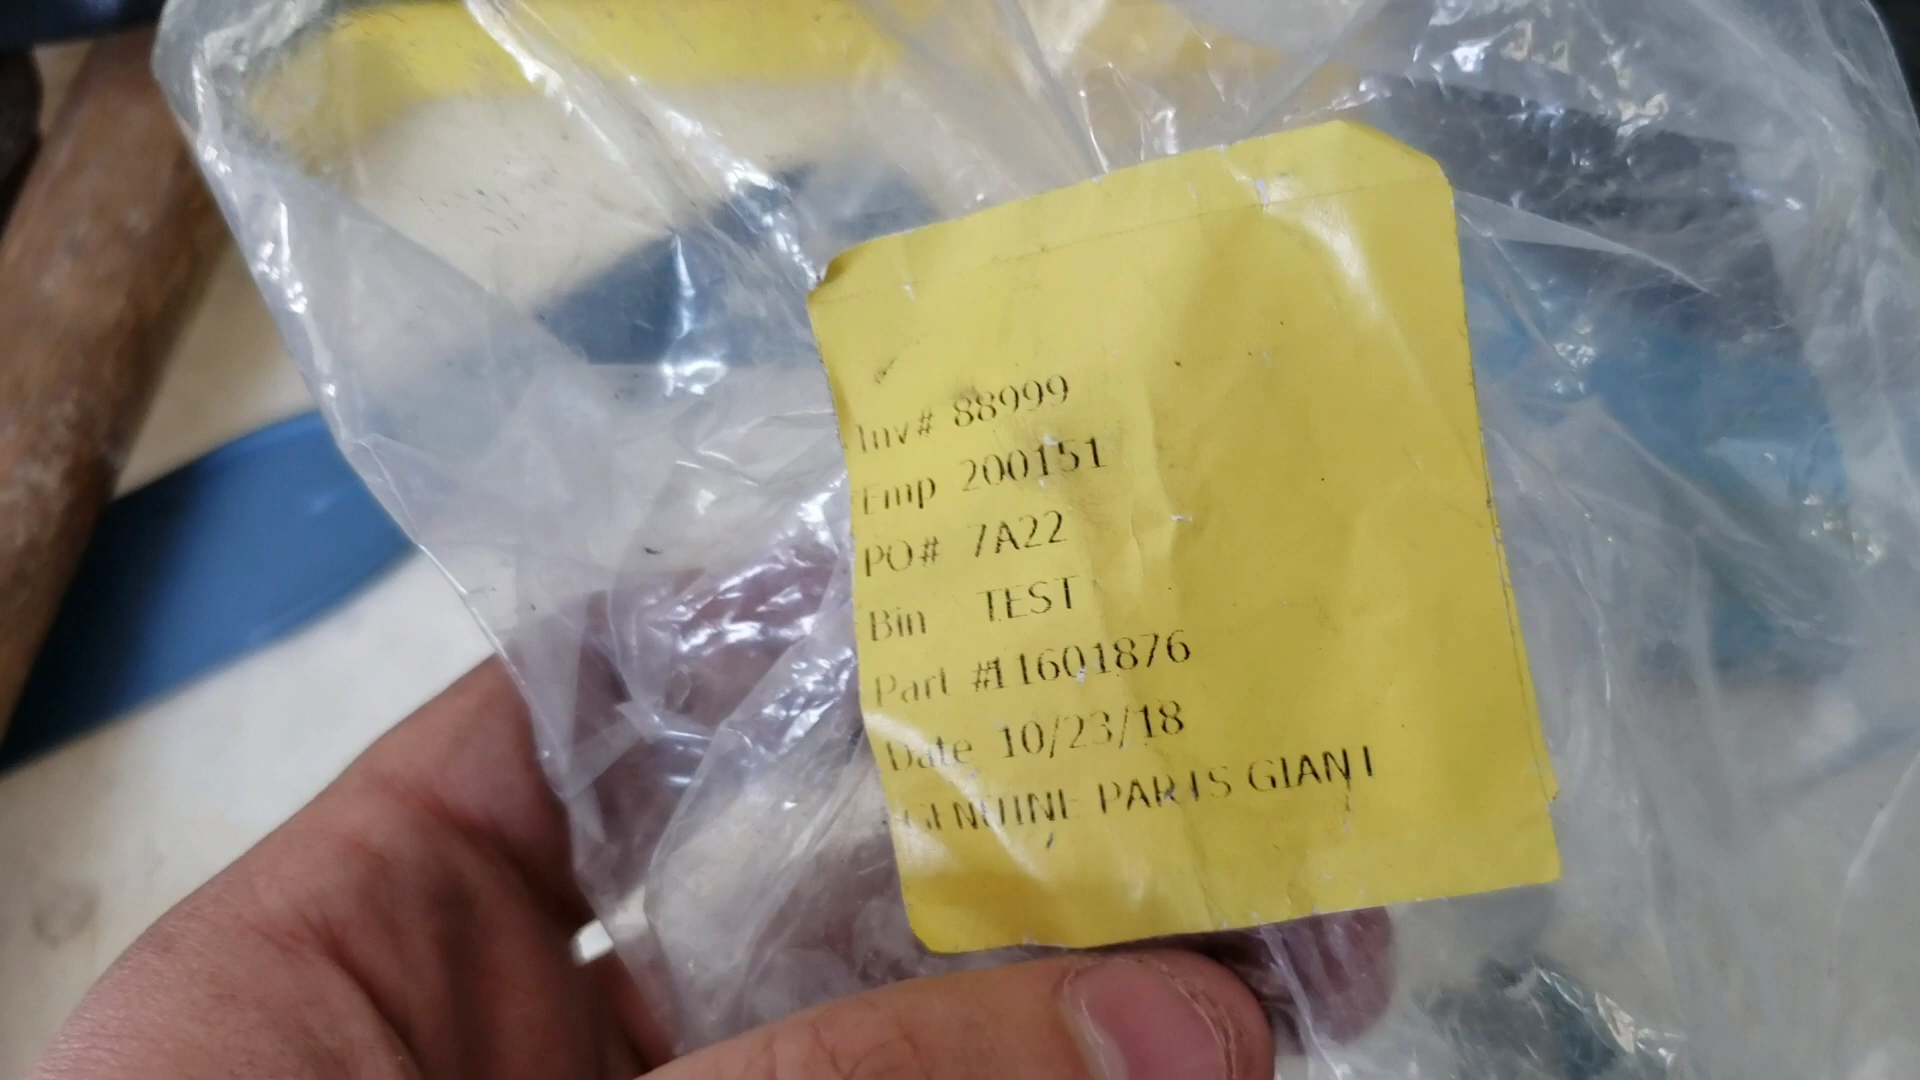 Inv# 88999
Emp 200151
PO# 7A22
Bin TEST
Part #11601876
Date 10/23/18
GENUINE PARTS GIANT